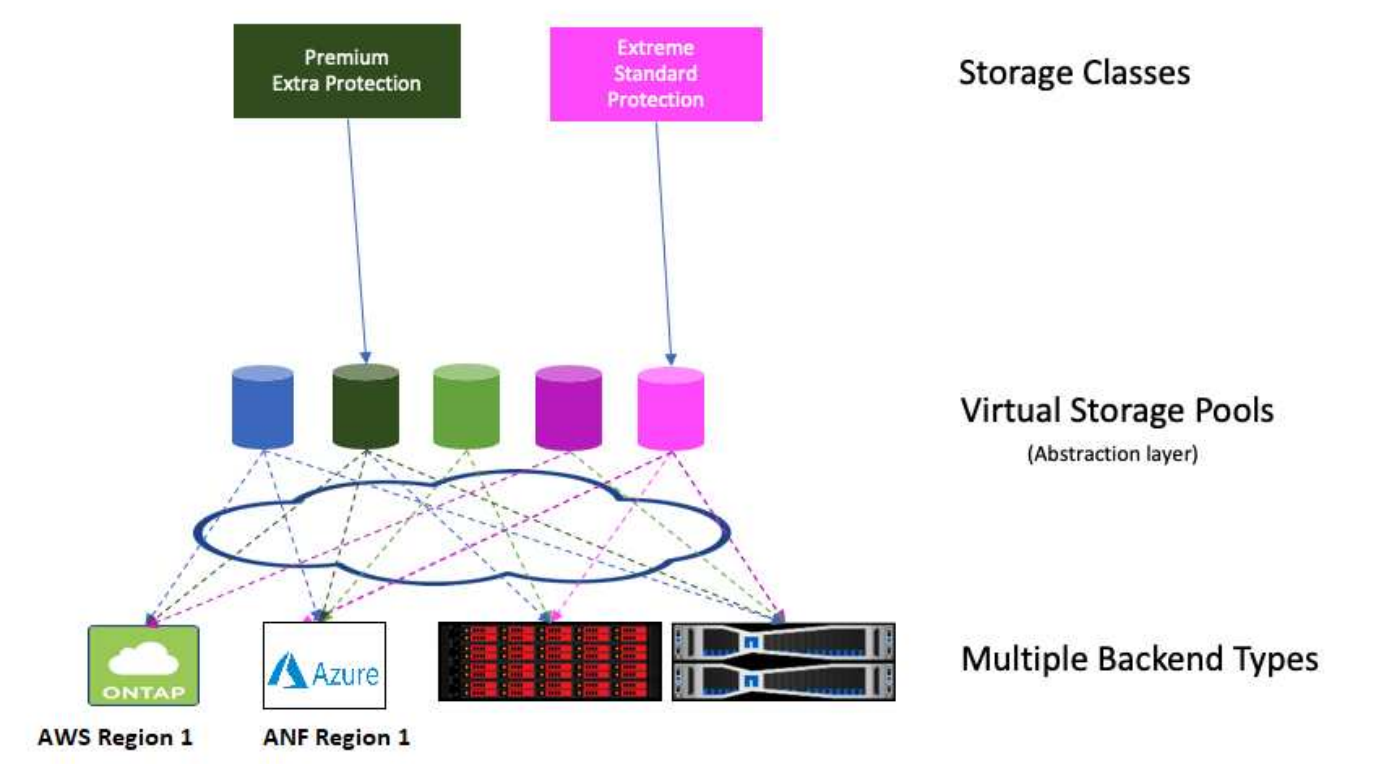 Premium
Extra Protection
Extreme
Standard
Protection
Storage Classes
Virtual Storage Pools
(Abstraction layer)
ONTAP
Azure
Multiple Backend Types
AWS Region 1
ANF Region 1